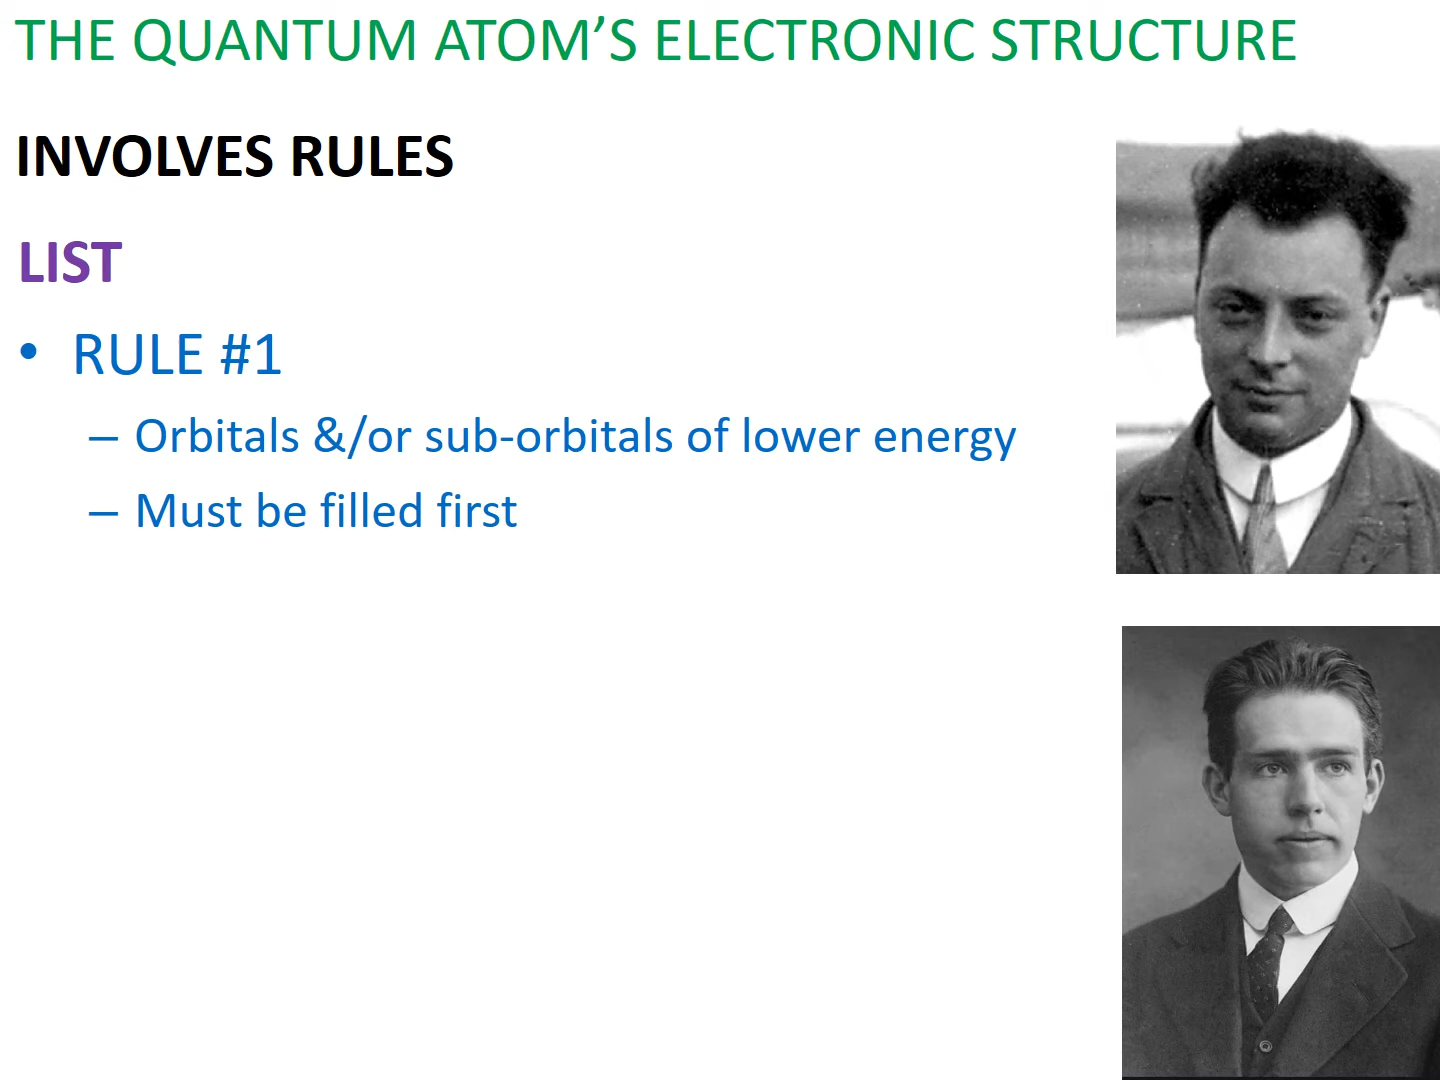 THE QUANTUM ATOM’S ELECTRONIC STRUCTURE
INVOLVES RULES
LIST
• RULE #1
– Orbitals &/or sub-orbitals of lower energy
– Must be filled first